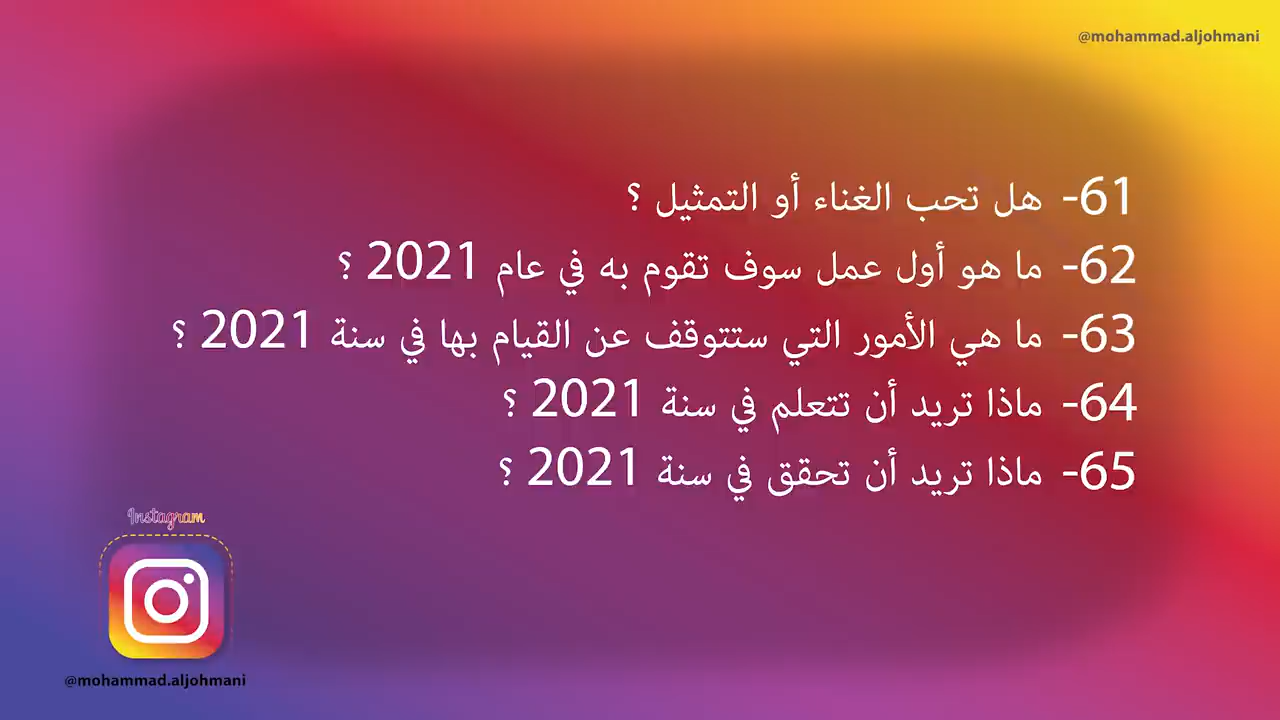 @mohammad.aljohmani
61- هل تحب الغناء أو التمثيل ؟
62- ما هو أول عمل سوف تقوم به في عام 2021 ؟
63- ما هي الأمور التي ستتوقف عن القيام بها في سنة 2021 ؟
64- ماذا تريد أن تتعلم في سنة 2021 ؟
65- ماذا تريد أن تحقق في سنة 2021 ؟
Instagram
@mohammad.aljohmani